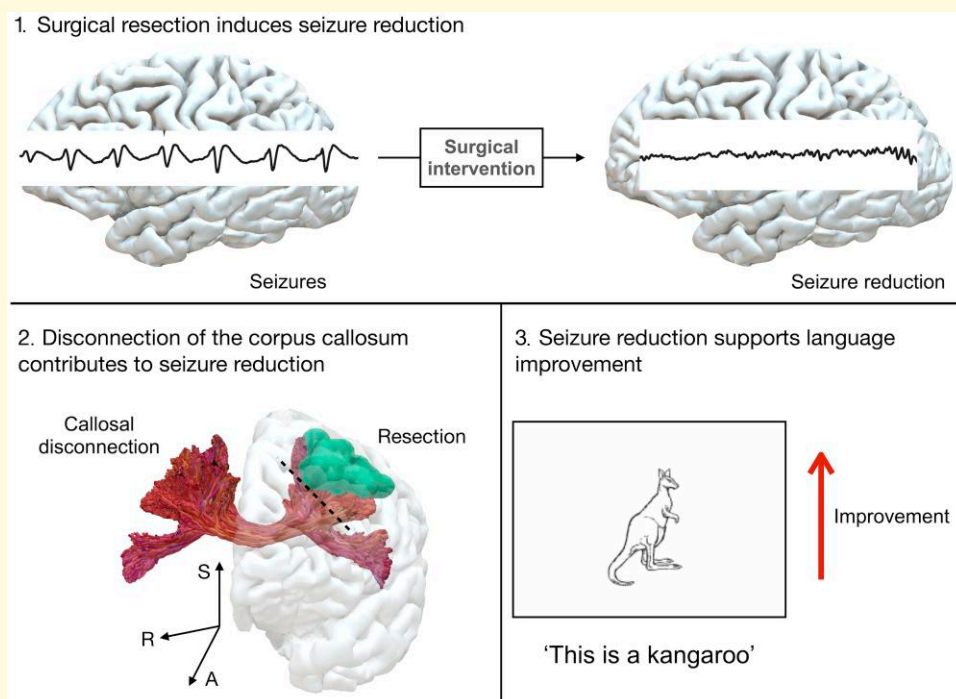 1. Surgical resection induces seizure reduction
Surgical
intervention
Seizures
Seizure reduction
2. Disconnection of the corpus callosum
contributes to seizure reduction
Callosal
disconnection
Resection
S
R
A
3. Seizure reduction supports language
improvement
Improvement
'This is a kangaroo'